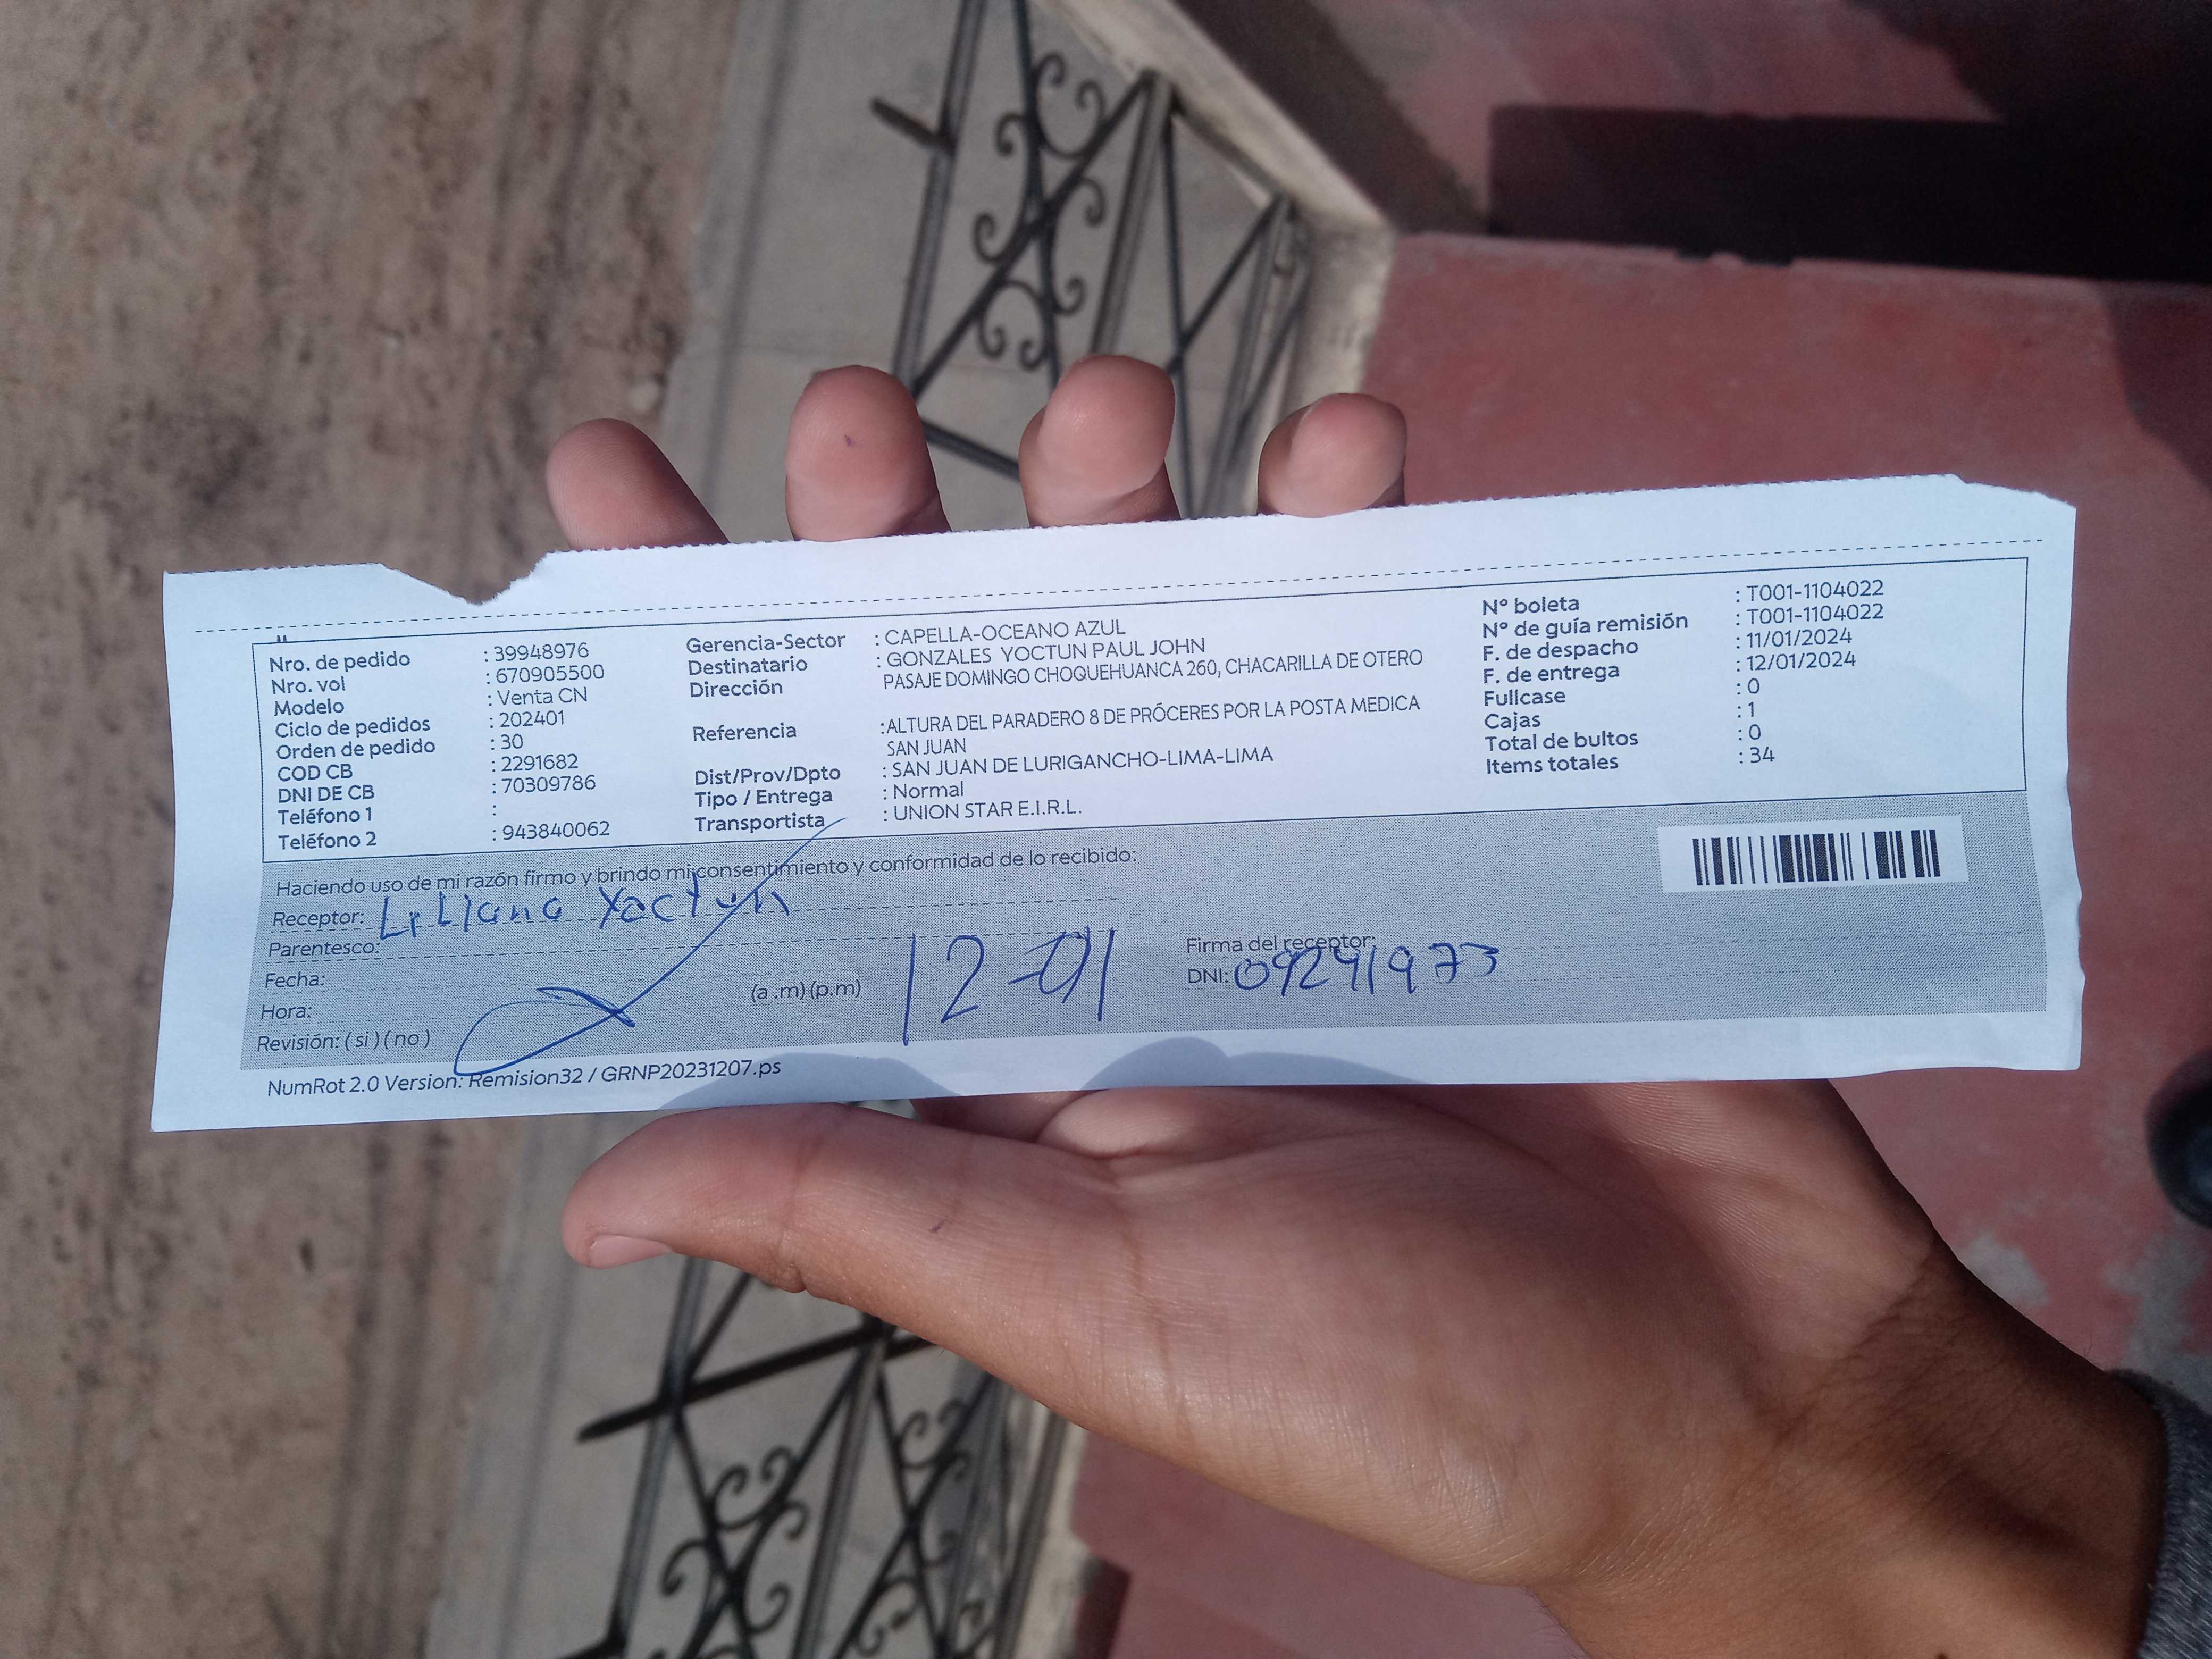 Nro. de pedido : 39948976
Nro. vol : 670905500
Modelo : Venta CN
Ciclo de pedidos : 202401
Orden de pedido : 30
COD CB : 2291682
DNI DE CB : 70309786
Teléfono 1 :
Teléfono 2 : 943840062
Gerencia-Sector : CAPELLA-OCEANO AZUL
Destinatario : GONZALES YOCTUN PAUL JOHN
Dirección PASAJE DOMINGO CHOQUEHUANCA 260, CHACARILLA DE OTERO
Referencia :ALTURA DEL PARADERO 8 DE PRÓCERES POR LA POSTA MEDICA
SAN JUAN
Dist/Prov/Dpto : SAN JUAN DE LURIGANCHO-LIMA-LIMA
Tipo / Entrega : Normal
Transportista : UNION STAR E.I.R.L.
N° boleta : T001-1104022
N° de guía remisión : T001-1104022
F. de despacho : 11/01/2024
F. de entrega : 12/01/2024
Fullcase : 0
Cajas : 1
Total de bultos : 0
Items totales : 34
Haciendo uso de mi razón firmo y brindo mi consentimiento y conformidad de lo recibido:
Receptor: LiLiana Yoctun
Parentesco:
Fecha:
Hora: (a .m) (p.m) 12-01
Revisión: ( si ) ( no )
Firma del receptor:
DNI: 09241973
NumRot 2.0 Version: Remision32 / GRNP20231207.ps